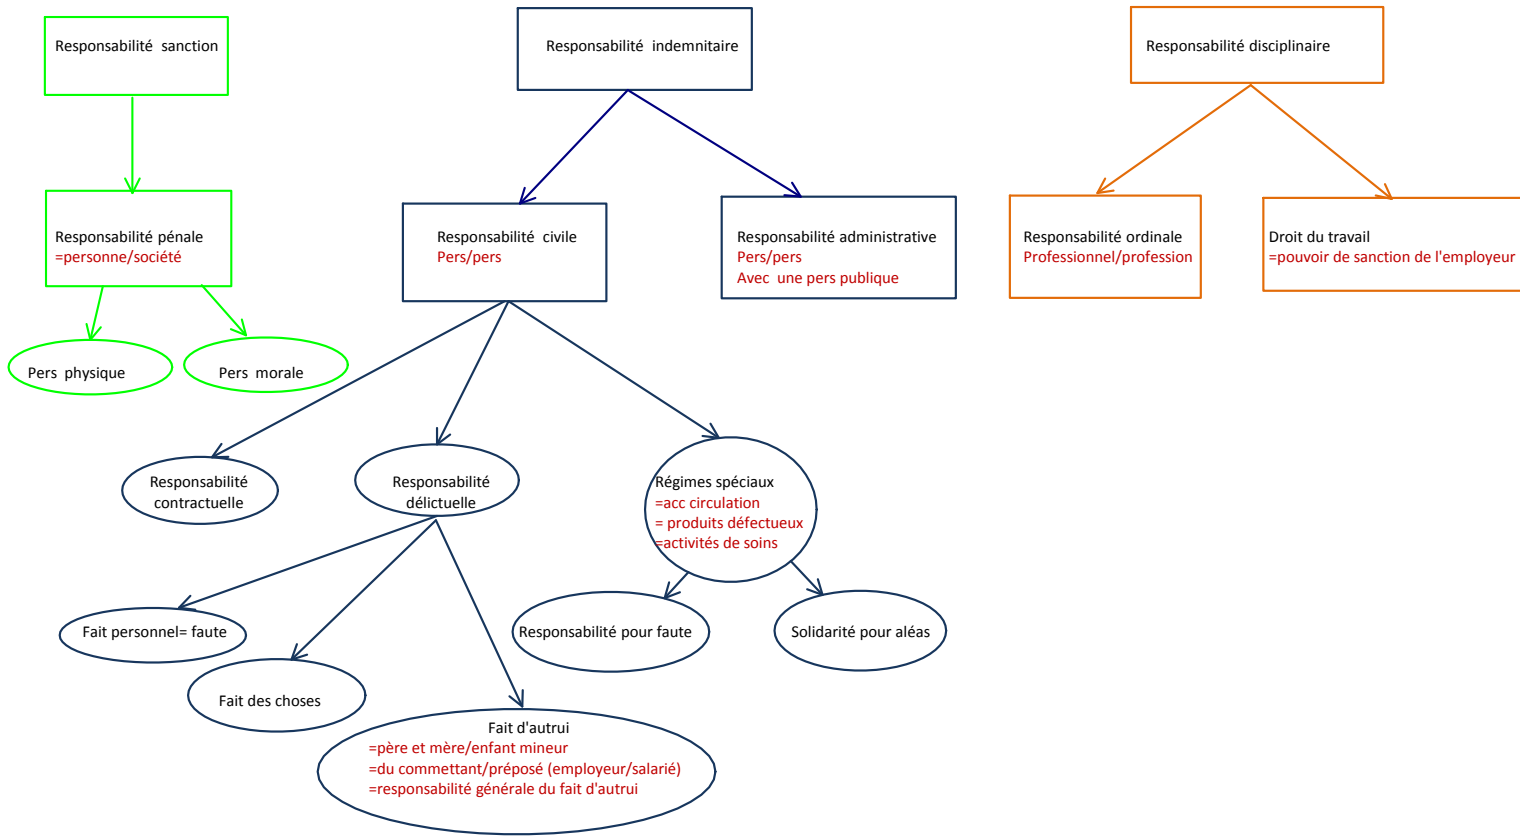 Responsabilité sanction
Responsabilité indemnitaire
Responsabilité disciplinaire
Responsabilité pénale
=personne/société
Responsabilité civile
Pers/pers
Responsabilité administrative
Pers/pers
Avec une pers publique
Responsabilité ordinale
Professionnel/profession
Droit du travail
=pouvoir de sanction de l'employeur
Pers physique
Pers morale
Responsabilité
contractuelle
Responsabilité
délictuelle
Régimes spéciaux
=acc circulation
= produits défectueux
=activités de soins
Fait personnel= faute
Fait des choses
Fait d'autrui
=père et mère/enfant mineur
=du commettant/préposé (employeur/salarié)
=responsabilité générale du fait d'autrui
Responsabilité pour faute
Solidarité pour aléas